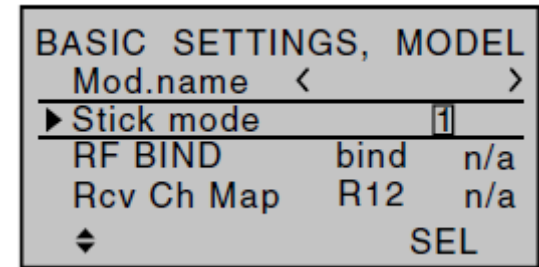 BASIC SETTINGS, MODEL
Mod.name < >
▶ Stick mode 1
RF BIND bind n/a
Rcv Ch Map R12 n/a
SEL